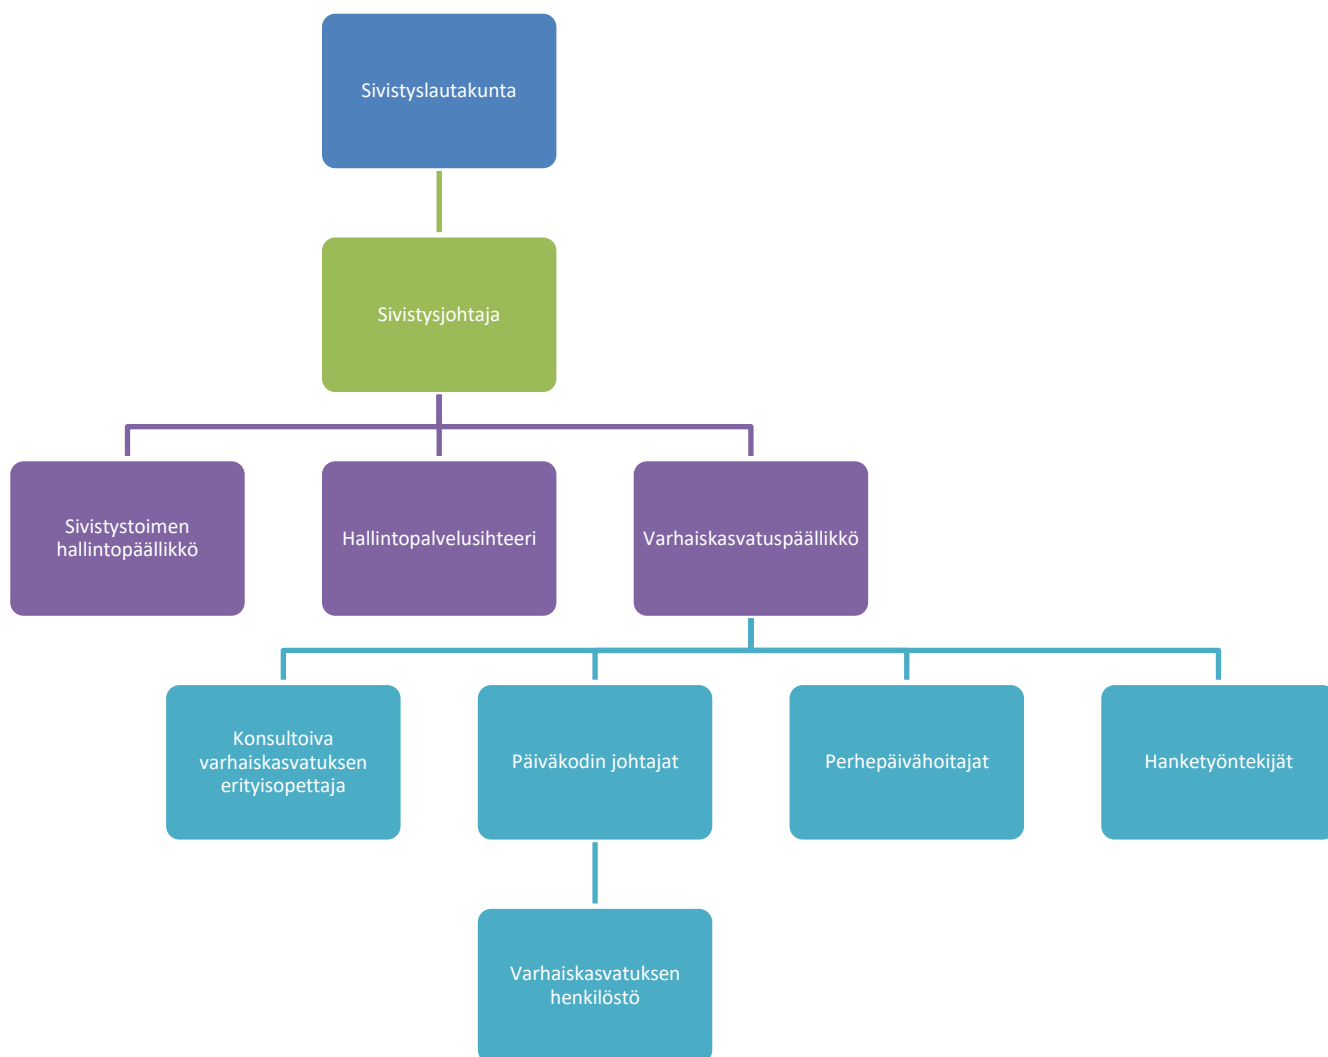 Sivistyslautakunta
Sivistysjohtaja
Sivistystoimen
hallintopäällikkö
Hallintopalvelusihteeri
Varhaiskasvatuspäällikkö
Konsultoiva
varhaiskasvatuksen
erityisopettaja
Päiväkodin johtajat
Perhepäivähoitajat
Hanketyöntekijät
Varhaiskasvatuksen
henkilöstö